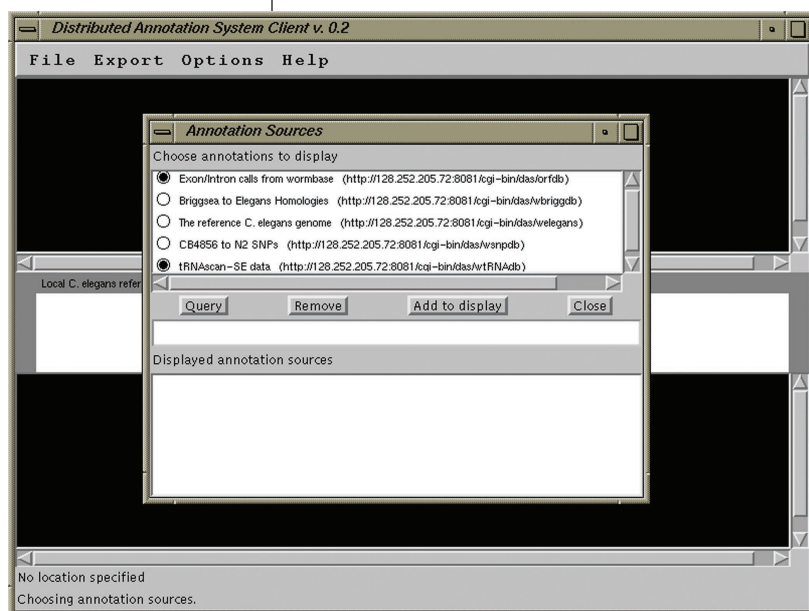 Distributed Annotation System Client v. 0.2
File Export Options Help
Annotation Sources
Choose annotations to display
Exon/Intron calls from wormbase (http://128.252.205.72:8081/cgi-bin/das/orfdb)
Briggsea to Elegans Homologies (http://128.252.205.72:8081/cgi-bin/das/wbriggdb)
The reference C. elegans genome (http://128.252.205.72:8081/cgi-bin/das/welegans)
CB4856 to N2 SNPs (http://128.252.205.72:8081/cgi-bin/das/wsnpdb)
tRNAscan-SE data (http://128.252.205.72:8081/cgi-bin/das/wtRNAdb)
Local C. elegans refer
Query Remove Add to display Close
Displayed annotation sources
No location specified
Choosing annotation sources.